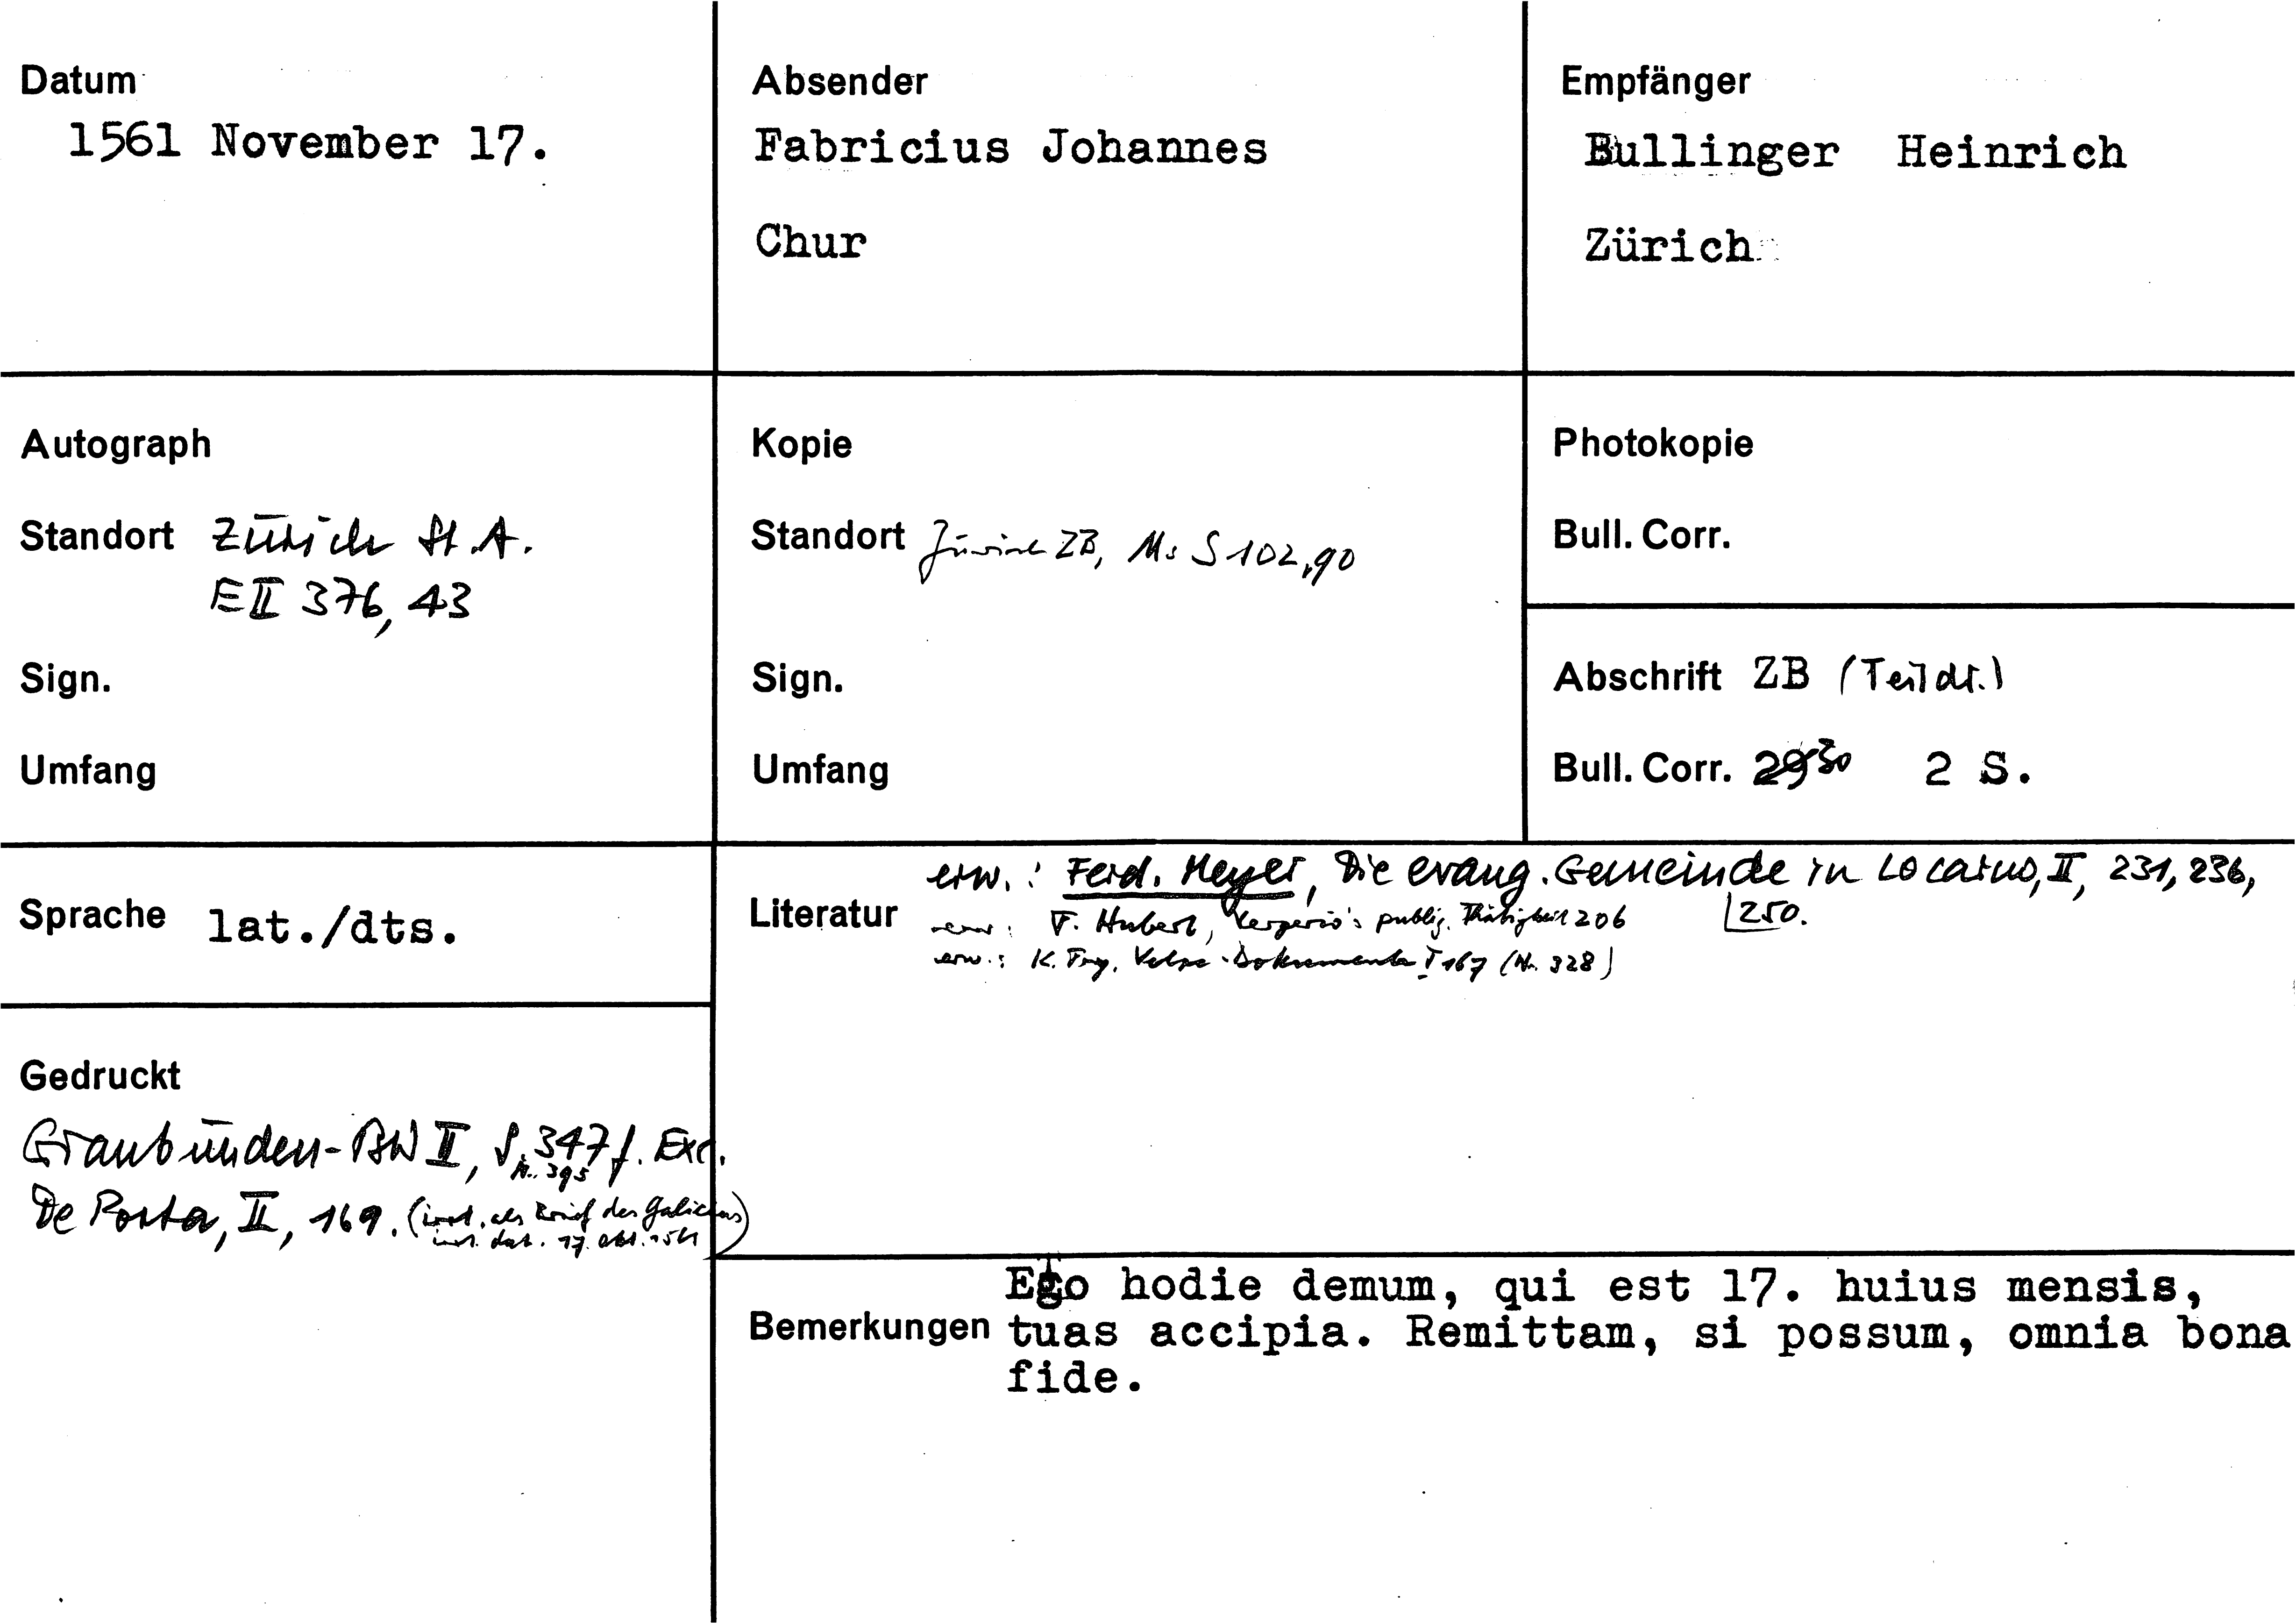 Datum
1561 November 17.
Absender
Fabricius Johannes
Chur
Empfänger
Bullinger Heinrich
Zürich
Autograph
Standort Zürich St.A.
E II 376, 43
Sign.
Umfang
Kopie
Standort Zürich ZB, Ms S 102, 90
Sign.
Umfang
Photokopie
Bull. Corr.
Abschrift ZB (Teildr.)
Bull. Corr. 29 30 2 S.
Sprache lat./dts.
Literatur
erw.: Ferd. Meyer, Die evang. Gemeinde in Locarno, II, 231, 236,
250.
erw.: F. Hubert, Vergerio's publiz. Thätigkeit 206
erw.: K. Fry, Volpe-Dokumente I 167 (Nr. 328)
Gedruckt
Graubünden-BW II, S. 347 f. Exc.
Nr. 395
De Porta, II, 169. (irrt. als Brief des Galicius
irrt. dat. 17. Okt. 1561)
Bemerkungen
Ego hodie demum, qui est 17. huius mensis,
tuas accipia. Remittam, si possum, omnia bona
fide.